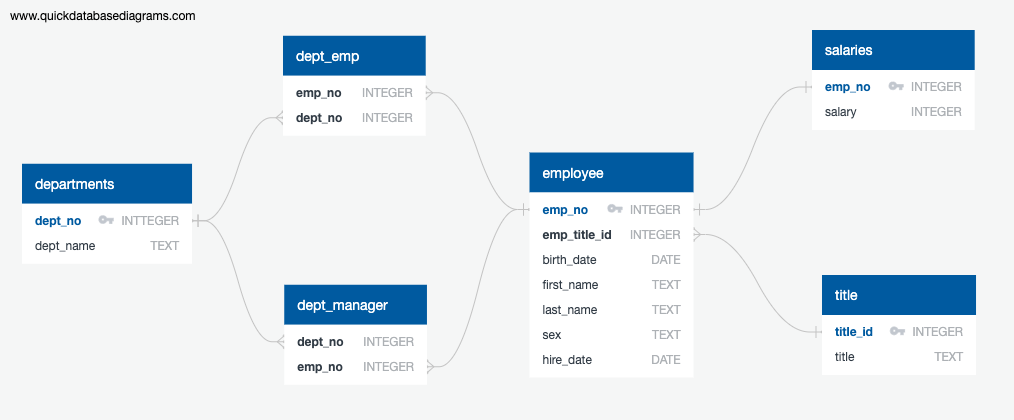 www.quickdatabasediagrams.com
dept_emp
emp_no INTEGER
dept_no INTEGER
salaries
emp_no INTEGER
salary INTEGER
departments
dept_no INTTEGER
dept_name TEXT
employee
emp_no INTEGER
emp_title_id INTEGER
birth_date DATE
first_name TEXT
last_name TEXT
sex TEXT
hire_date DATE
dept_manager
dept_no INTEGER
emp_no INTEGER
title
title_id INTEGER
title TEXT